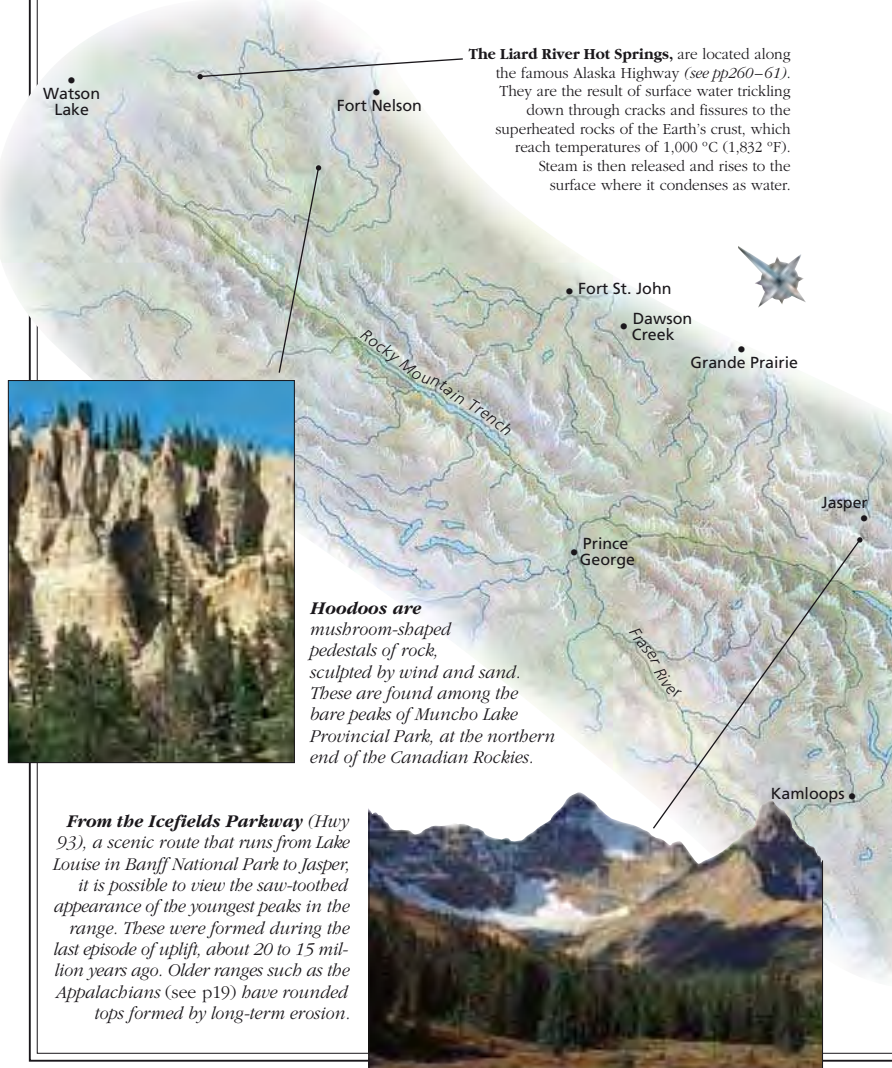 The Liard River Hot Springs, are located along
the famous Alaska Highway (see pp260–61).
They are the result of surface water trickling
down through cracks and fissures to the
superheated rocks of the Earth's crust, which
reach temperatures of 1,000 ºC (1,832 ºF).
Steam is then released and rises to the
surface where it condenses as water.
Watson
Lake
Fort Nelson
Fort St. John
Dawson
Creek
Grande Prairie
Rocky Mountain Trench
Jasper
Prince
George
Fraser River
Kamloops
Hoodoos are
mushroom-shaped
pedestals of rock,
sculpted by wind and sand.
These are found among the
bare peaks of Muncho Lake
Provincial Park, at the northern
end of the Canadian Rockies.
From the Icefields Parkway (Hwy
93), a scenic route that runs from Lake
Louise in Banff National Park to Jasper,
it is possible to view the saw-toothed
appearance of the youngest peaks in the
range. These were formed during the
last episode of uplift, about 20 to 15 mil-
lion years ago. Older ranges such as the
Appalachians (see p19) have rounded
tops formed by long-term erosion.